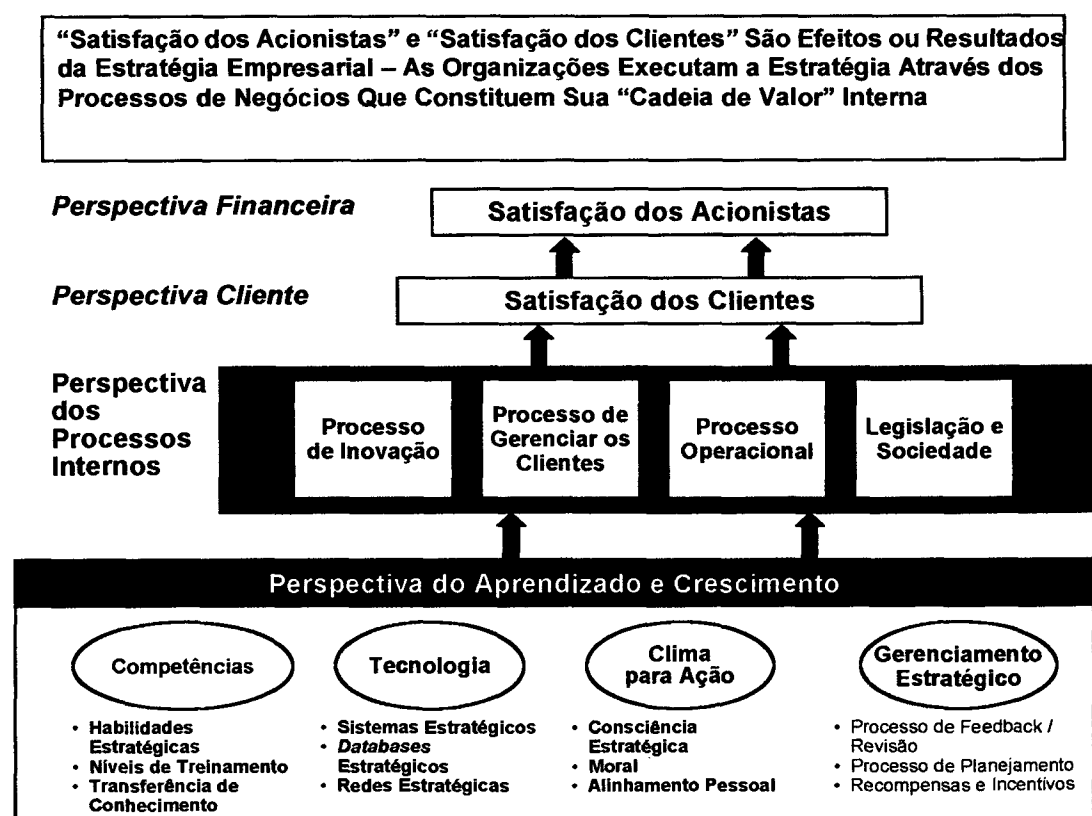 “Satisfação dos Acionistas” e “Satisfação dos Clientes” São Efeitos ou Resultados
da Estratégia Empresarial – As Organizações Executam a Estratégia Através dos
Processos de Negócios Que Constituem Sua “Cadeia de Valor” Interna
Perspectiva Financeira
Satisfação dos Acionistas
Perspectiva Cliente
Satisfação dos Clientes
Perspectiva
dos
Processos
Internos
Processo
de Inovação
Processo de
Gerenciar os
Clientes
Processo
Operacional
Legislação e
Sociedade
Perspectiva do Aprendizado e Crescimento
Competências
• Habilidades
Estratégicas
• Níveis de Treinamento
• Transferência de
Conhecimento
Tecnologia
• Sistemas Estratégicos
• Databases
Estratégicos
• Redes Estratégicas
Clima
para Ação
• Consciência
Estratégica
• Moral
• Alinhamento Pessoal
Gerenciamento
Estratégico
• Processo de Feedback /
Revisão
• Processo de Planejamento
• Recompensas e Incentivos